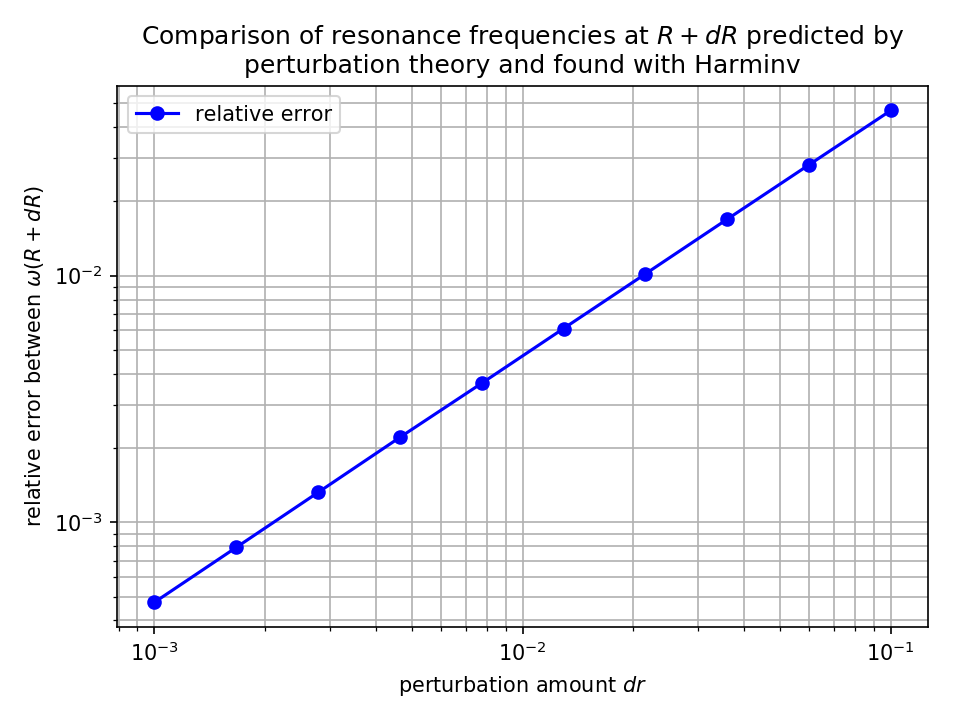 Comparison of resonance frequencies at R + dR predicted by
perturbation theory and found with Harminv
relative error
relative error between ω(R + dR)
10⁻²
10⁻³
10⁻³
10⁻²
10⁻¹
perturbation amount dr